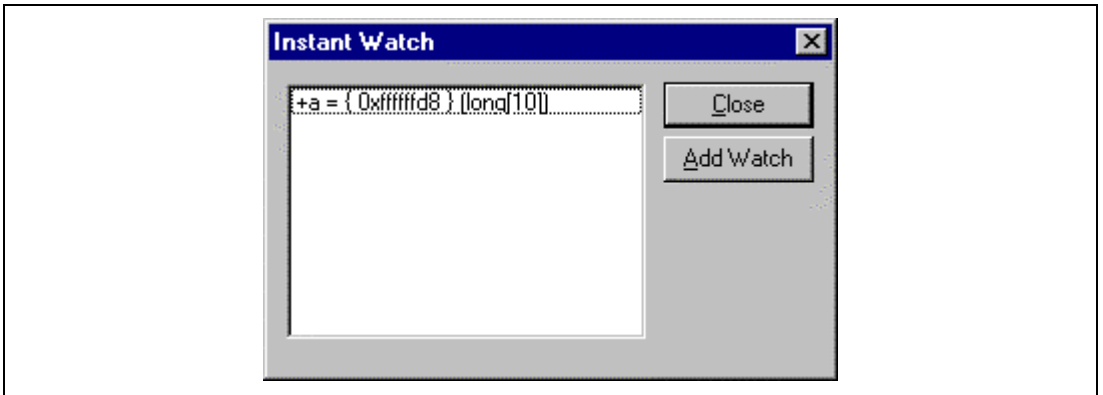 Instant Watch
+a = { 0xffffffd8 } (long[10])
Close
Add Watch